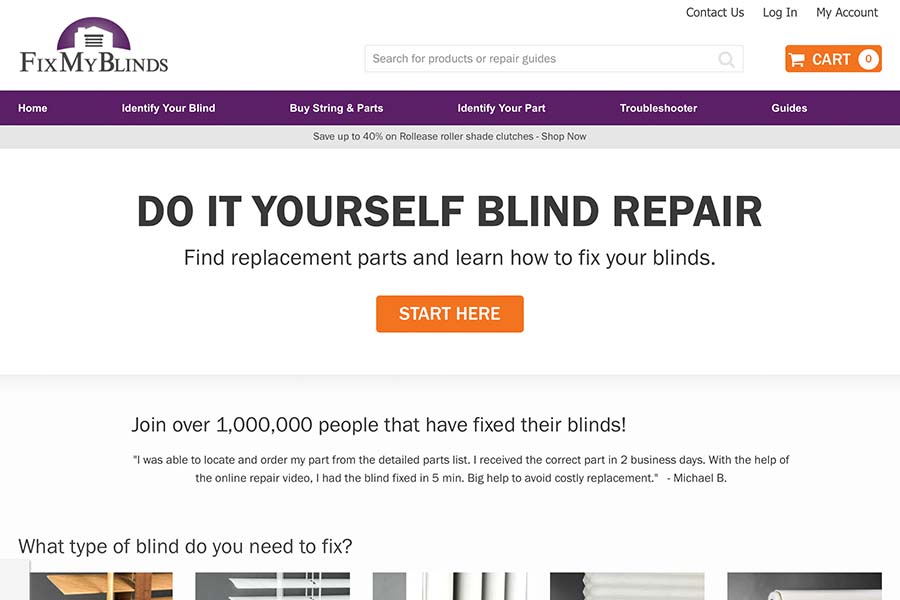 Contact Us Log In My Account
FixMyBlinds
Search for products or repair guides
CART 0
Home Identify Your Blind Buy String & Parts Identify Your Part Troubleshooter Guides
Save up to 40% on Rollease roller shade clutches - Shop Now
DO IT YOURSELF BLIND REPAIR
Find replacement parts and learn how to fix your blinds.
START HERE
Join over 1,000,000 people that have fixed their blinds!
"I was able to locate and order my part from the detailed parts list. I received the correct part in 2 business days. With the help of
the online repair video, I had the blind fixed in 5 min. Big help to avoid costly replacement." - Michael B.
What type of blind do you need to fix?